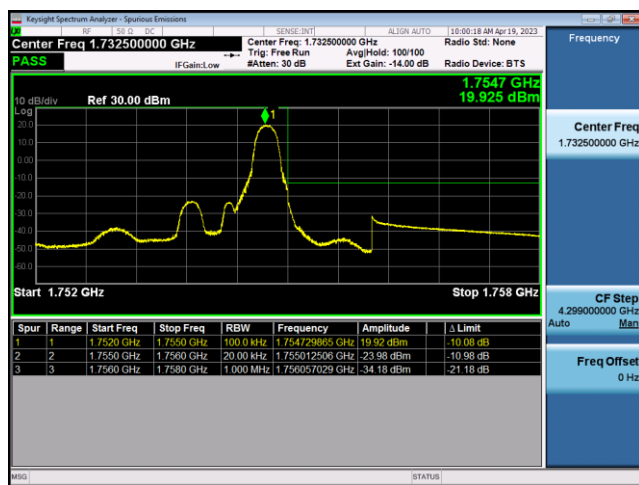 Keysight Spectrum Analyzer - Spurious Emissions
RF 50 Ω DC SENSE:INT ALIGN AUTO 10:00:18 AM Apr 19, 2023
Center Freq 1.732500000 GHz Center Freq: 1.732500000 GHz Radio Std: None Frequency
Trig: Free Run Avg|Hold: 100/100
PASS IFGain:Low #Atten: 30 dB Ext Gain: -14.00 dB Radio Device: BTS
1.7547 GHz
10 dB/div Ref 30.00 dBm 19.925 dBm
Log
1
20.0
10.0
0.00
-10.0
-20.0
-30.0
-40.0
-50.0
-60.0
Start 1.752 GHz Stop 1.758 GHz
Center Freq
1.732500000 GHz
CF Step
4.299000000 GHz
Auto Man
Freq Offset
0 Hz
Spur Range Start Freq Stop Freq RBW Frequency Amplitude Δ Limit
1 1 1.7520 GHz 1.7550 GHz 100.0 kHz 1.754729865 GHz 19.92 dBm -10.08 dB
2 2 1.7550 GHz 1.7560 GHz 20.00 kHz 1.755012506 GHz -23.98 dBm -10.98 dB
3 3 1.7560 GHz 1.7580 GHz 1.000 MHz 1.756057029 GHz -34.18 dBm -21.18 dB
MSG STATUS